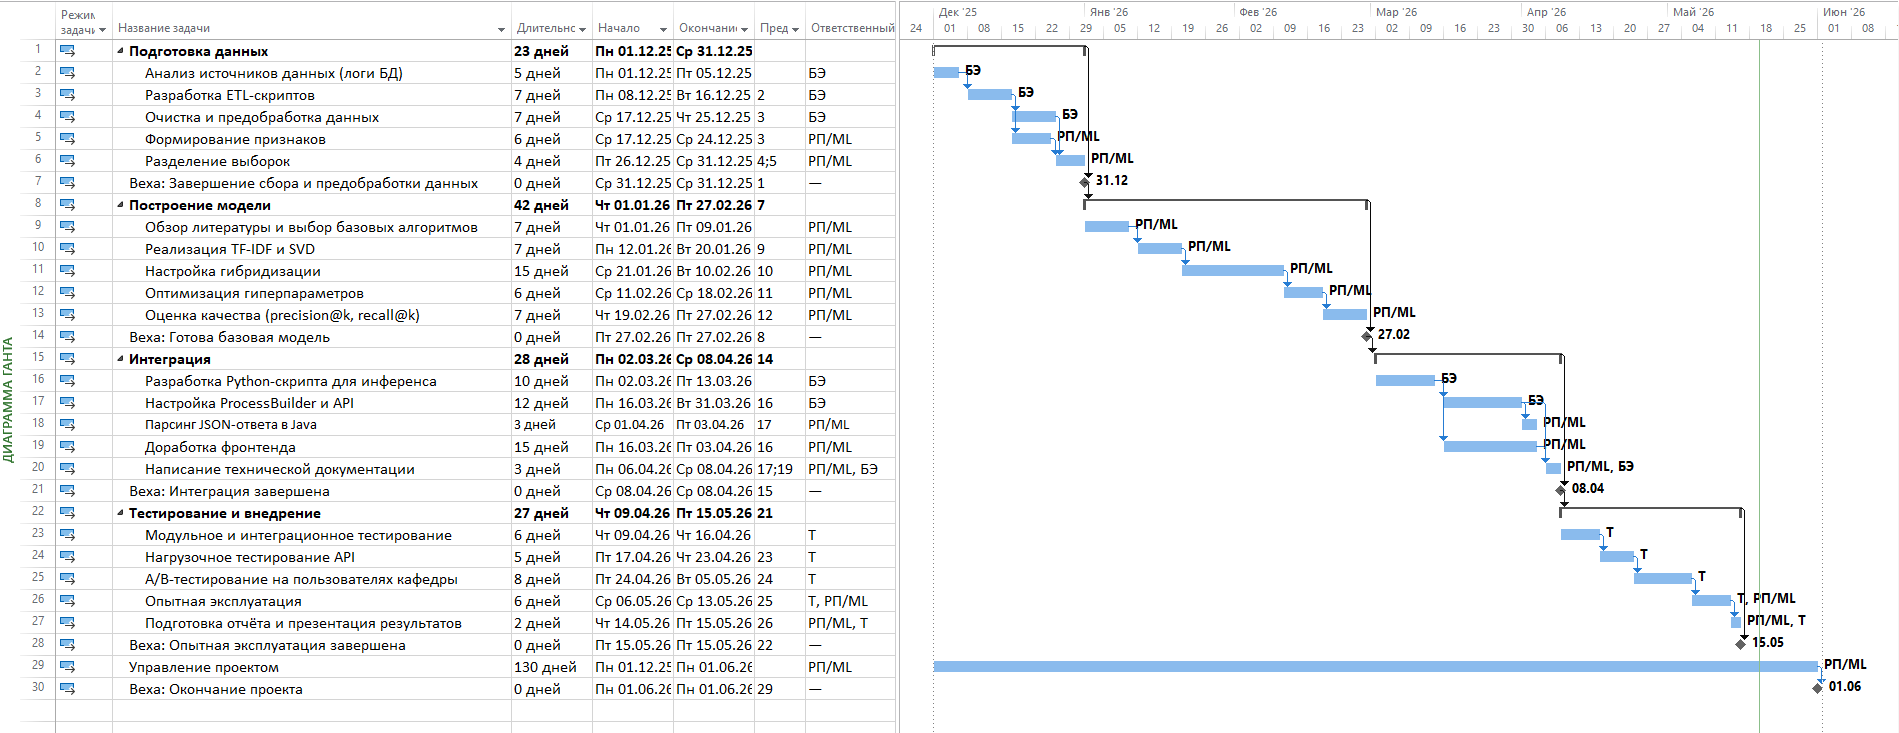 ДИАГРАММА ГАНТА
Режим задачи	Название задачи	Длительнс	Начало	Окончани	Пред	Ответственный
1	Подготовка данных	23 дней	Пн 01.12.25	Ср 31.12.25
2	Анализ источников данных (логи БД)	5 дней	Пн 01.12.25	Пт 05.12.25		БЭ
3	Разработка ETL-скриптов	7 дней	Пн 08.12.25	Вт 16.12.25	2	БЭ
4	Очистка и предобработка данных	7 дней	Ср 17.12.25	Чт 25.12.25	3	БЭ
5	Формирование признаков	6 дней	Ср 17.12.25	Ср 24.12.25	3	РП/ML
6	Разделение выборок	4 дней	Пт 26.12.25	Ср 31.12.25	4;5	РП/ML
7	Веха: Завершение сбора и предобработки данных	0 дней	Ср 31.12.25	Ср 31.12.25	1	—
8	Построение модели	42 дней	Чт 01.01.26	Пт 27.02.26	7
9	Обзор литературы и выбор базовых алгоритмов	7 дней	Чт 01.01.26	Пт 09.01.26		РП/ML
10	Реализация TF-IDF и SVD	7 дней	Пн 12.01.26	Вт 20.01.26	9	РП/ML
11	Настройка гибридизации	15 дней	Ср 21.01.26	Вт 10.02.26	10	РП/ML
12	Оптимизация гиперпараметров	6 дней	Ср 11.02.26	Ср 18.02.26	11	РП/ML
13	Оценка качества (precision@k, recall@k)	7 дней	Чт 19.02.26	Пт 27.02.26	12	РП/ML
14	Веха: Готова базовая модель	0 дней	Пт 27.02.26	Пт 27.02.26	8	—
15	Интеграция	28 дней	Пн 02.03.26	Ср 08.04.26	14
16	Разработка Python-скрипта для инференса	10 дней	Пн 02.03.26	Пт 13.03.26		БЭ
17	Настройка ProcessBuilder и API	12 дней	Пн 16.03.26	Вт 31.03.26	16	БЭ
18	Парсинг JSON-ответа в Java	3 дней	Ср 01.04.26	Пт 03.04.26	17	РП/ML
19	Доработка фронтенда	15 дней	Пн 16.03.26	Пт 03.04.26	16	РП/ML
20	Написание технической документации	3 дней	Пн 06.04.26	Ср 08.04.26	17;19	РП/ML, БЭ
21	Веха: Интеграция завершена	0 дней	Ср 08.04.26	Ср 08.04.26	15	—
22	Тестирование и внедрение	27 дней	Чт 09.04.26	Пт 15.05.26	21
23	Модульное и интеграционное тестирование	6 дней	Чт 09.04.26	Чт 16.04.26		Т
24	Нагрузочное тестирование API	5 дней	Пт 17.04.26	Чт 23.04.26	23	Т
25	A/B-тестирование на пользователях кафедры	8 дней	Пт 24.04.26	Вт 05.05.26	24	Т
26	Опытная эксплуатация	6 дней	Ср 06.05.26	Ср 13.05.26	25	Т, РП/ML
27	Подготовка отчёта и презентация результатов	2 дней	Чт 14.05.26	Пт 15.05.26	26	РП/ML, Т
28	Веха: Опытная эксплуатация завершена	0 дней	Пт 15.05.26	Пт 15.05.26	22	—
29	Управление проектом	130 дней	Пн 01.12.25	Пн 01.06.26		РП/ML
30	Веха: Окончание проекта	0 дней	Пн 01.06.26	Пн 01.06.26	29	—
Дек '25	Янв '26	Фев '26	Мар '26	Апр '26	Май '26	Июн '26
24	01	08	15	22	29	05	12	19	26	02	09	16	23	02	09	16	23	30	06	13	20	27	04	11	18	25	01	08
БЭ
БЭ
БЭ
РП/ML
РП/ML
31.12
РП/ML
РП/ML
РП/ML
РП/ML
РП/ML
27.02
БЭ
БЭ
РП/ML
РП/ML
РП/ML, БЭ
08.04
Т
Т
Т
Т, РП/ML
РП/ML, Т
15.05
РП/ML
01.06